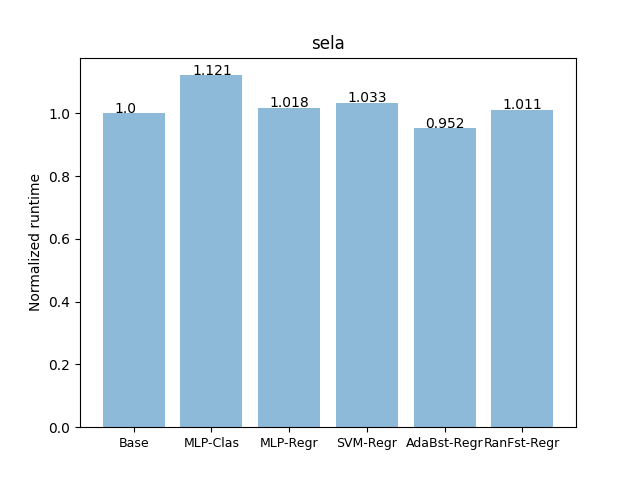 sela
Normalized runtime
1.0
0.8
0.6
0.4
0.2
0.0
1.0
1.121
1.018
1.033
0.952
1.011
Base
MLP-Clas
MLP-Regr
SVM-Regr
AdaBst-Regr
RanFst-Regr